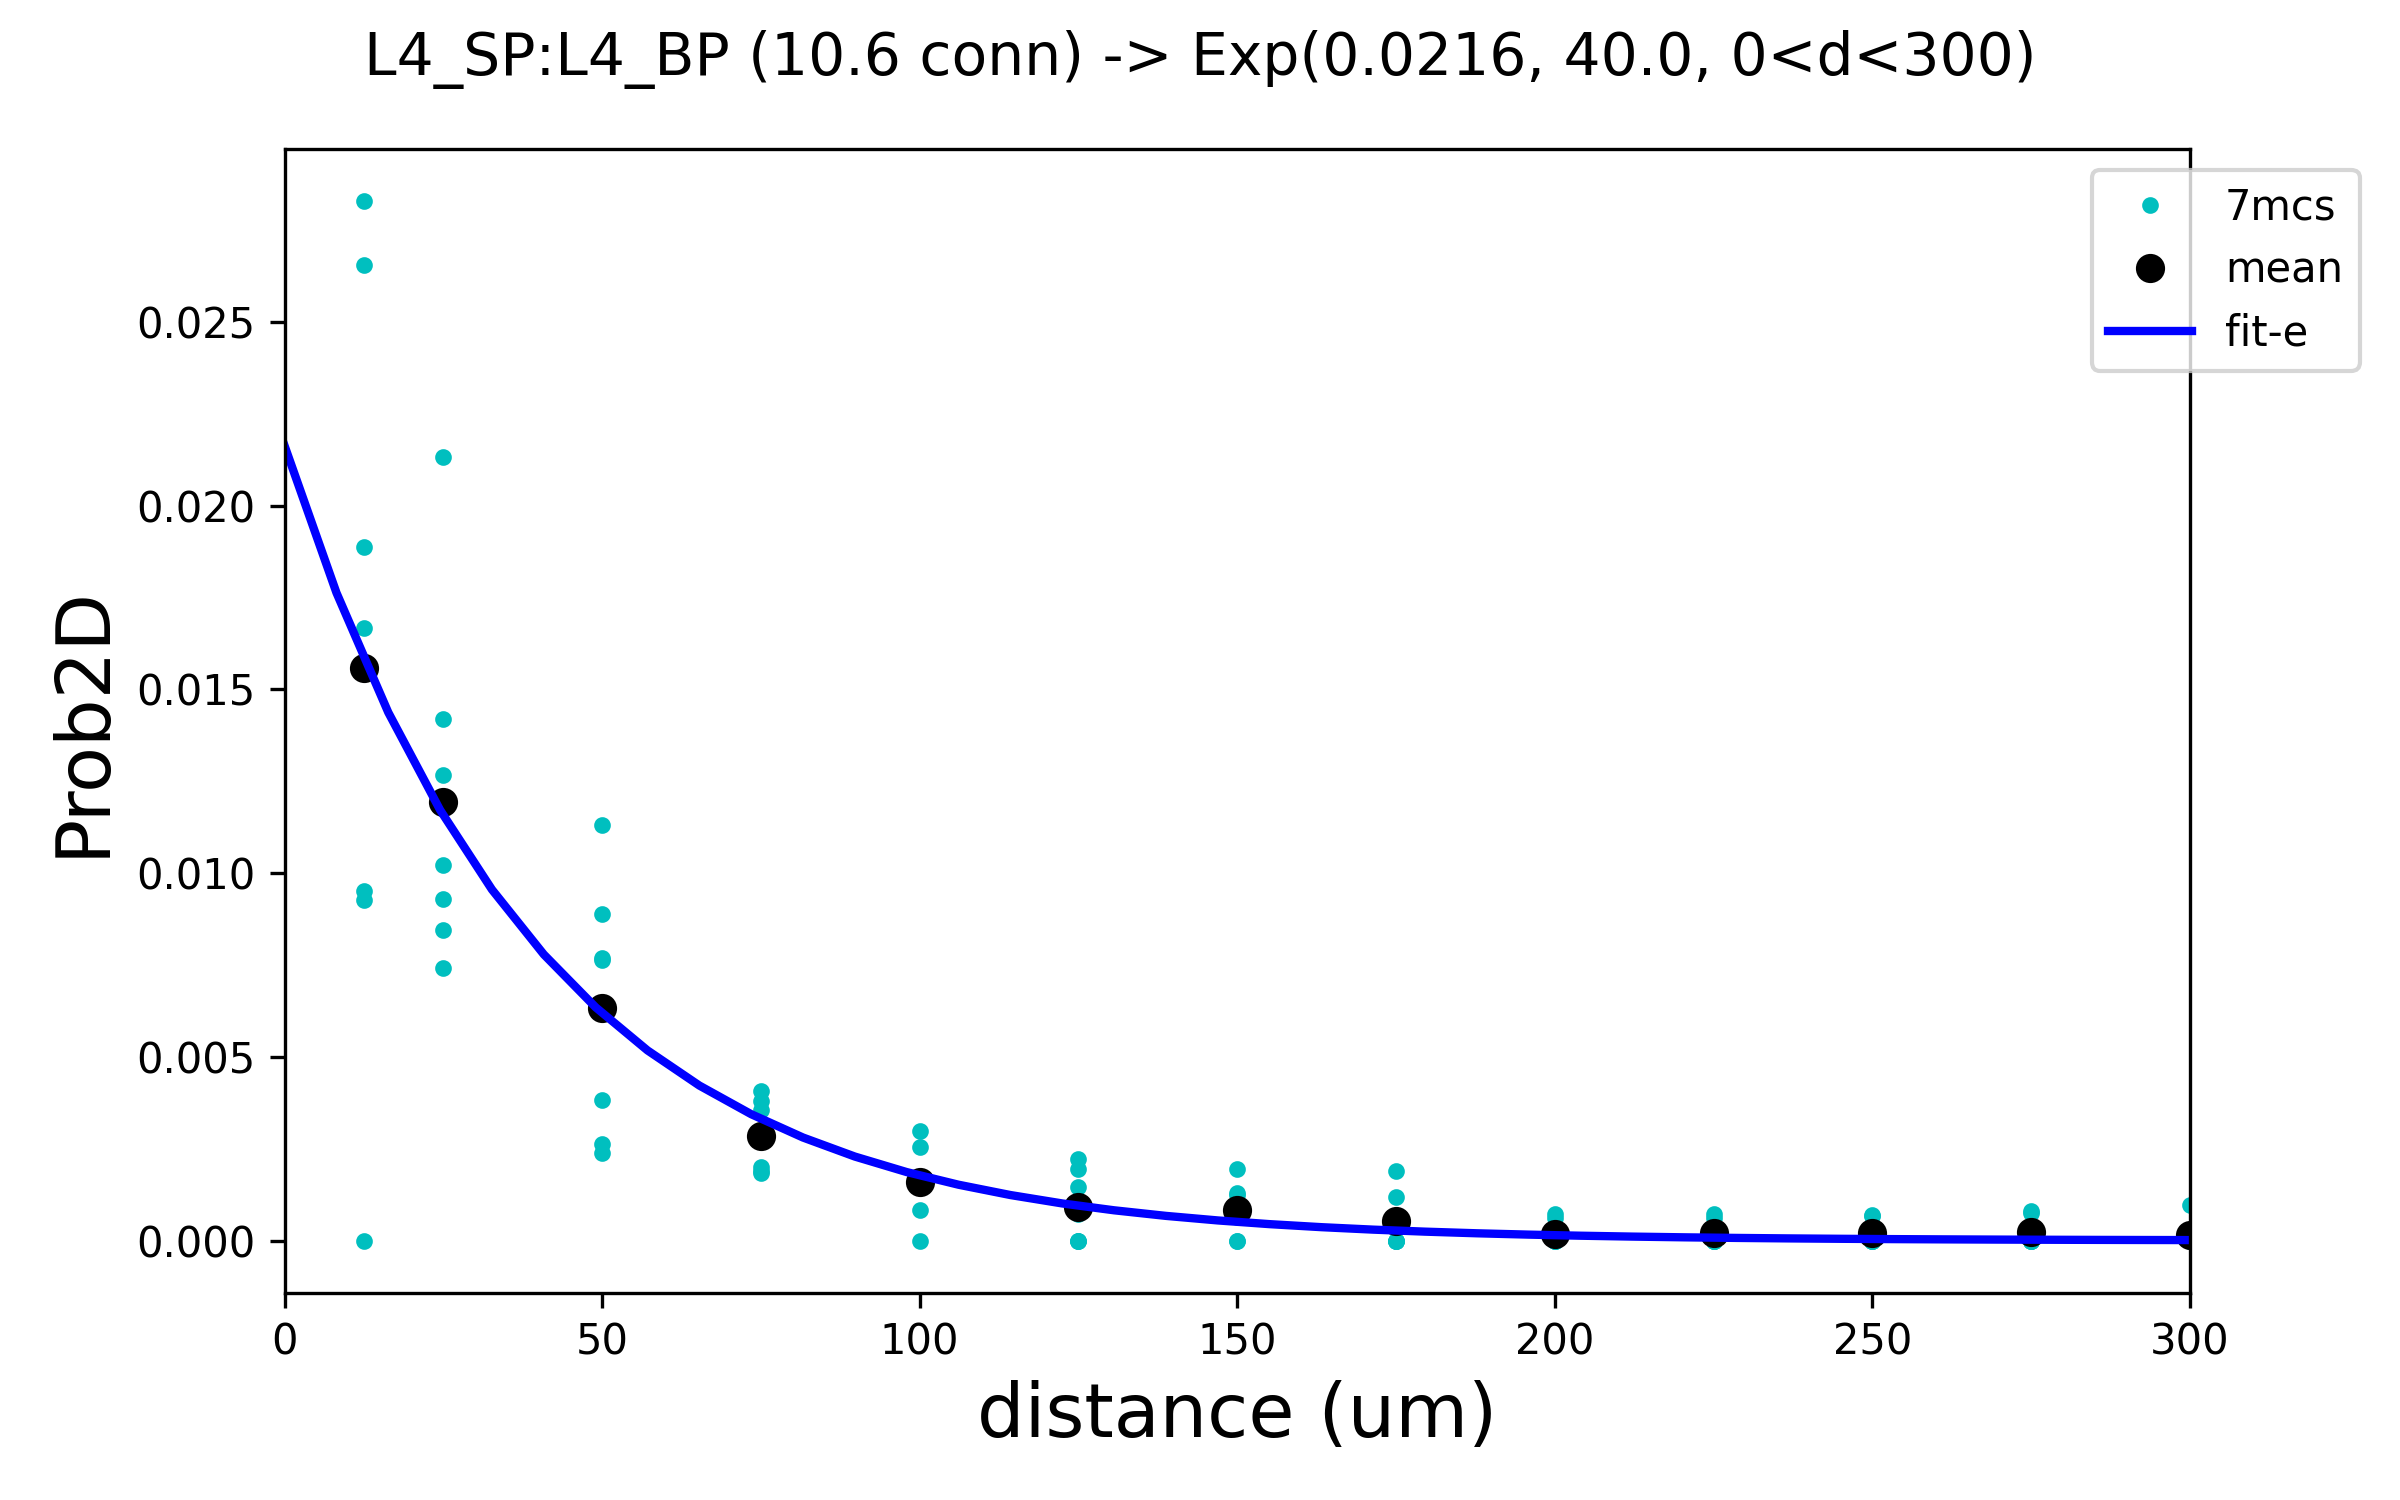 L4_SP:L4_BP (10.6 conn) -> Exp(0.0216, 40.0, 0<d<300)
7mcs
mean
fit-e
0.025
0.020
0.015
0.010
0.005
0.000
Prob2D
0 50 100 150 200 250 300
distance (um)